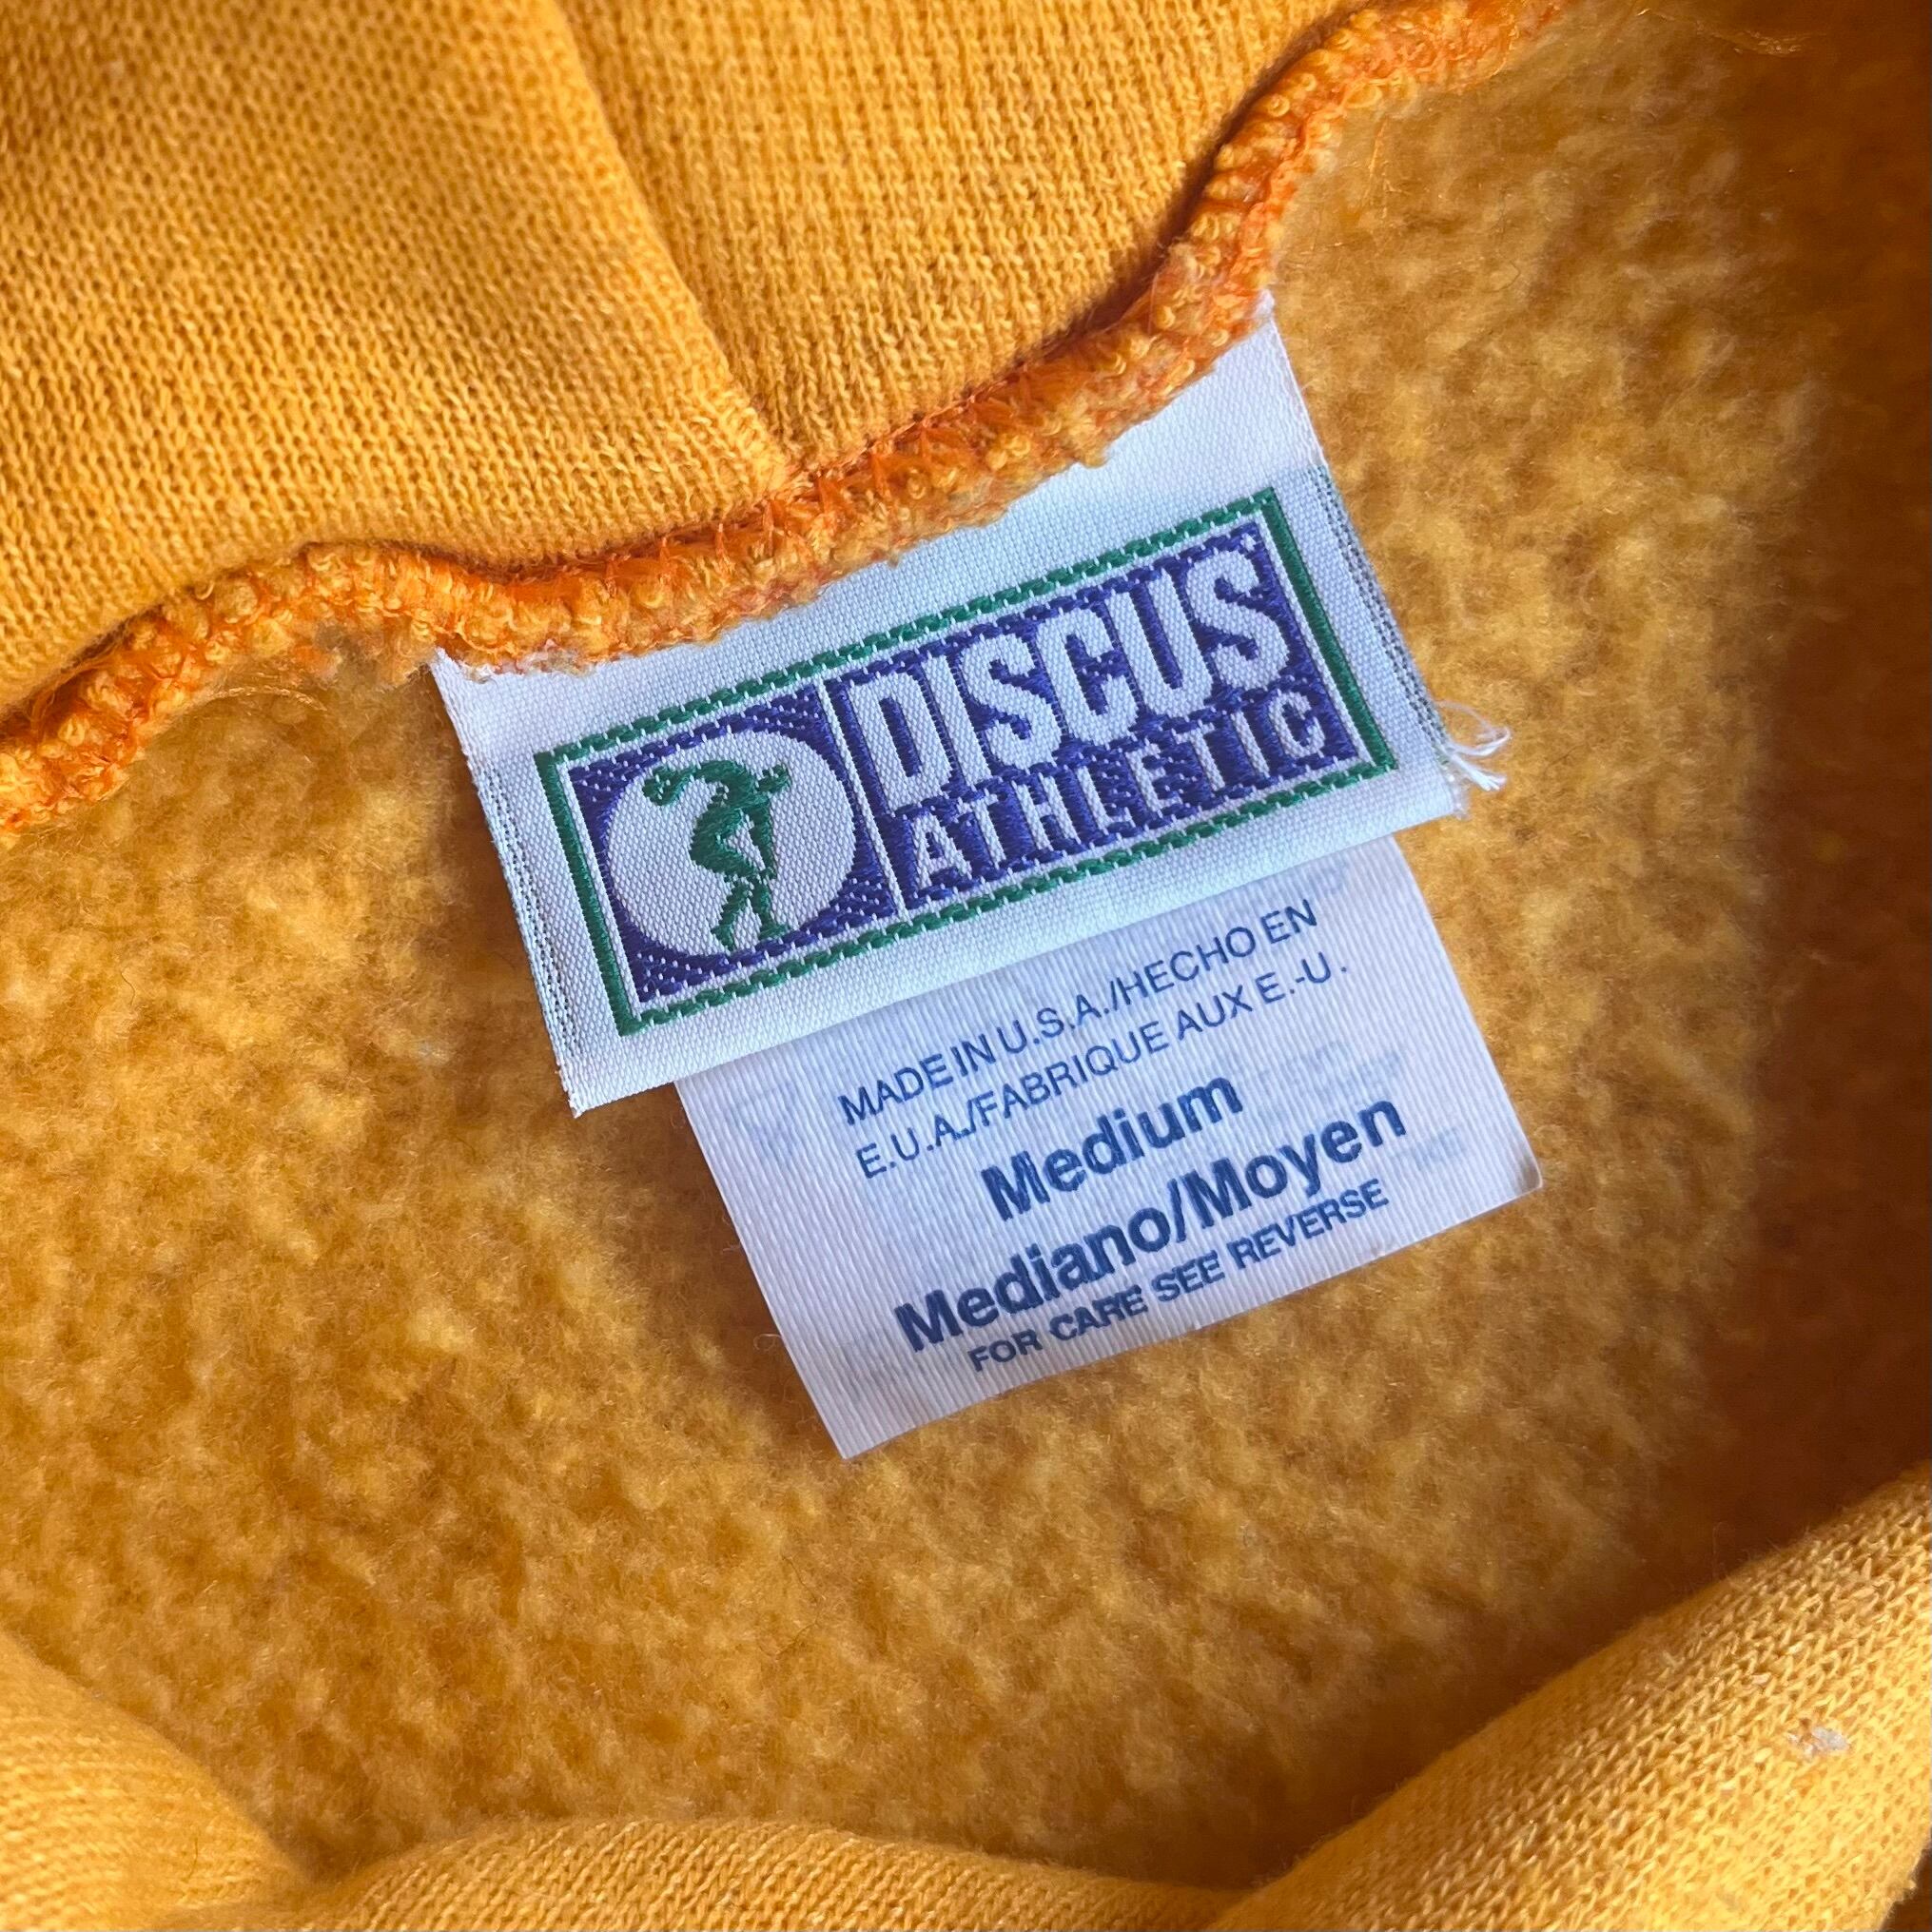 DISCUS
ATHLETIC
MADE IN U.S.A./HECHO EN
E.U.A./FABRIQUE AUX E.-U.
Medium
Mediano/Moyen
FOR CARE SEE REVERSE